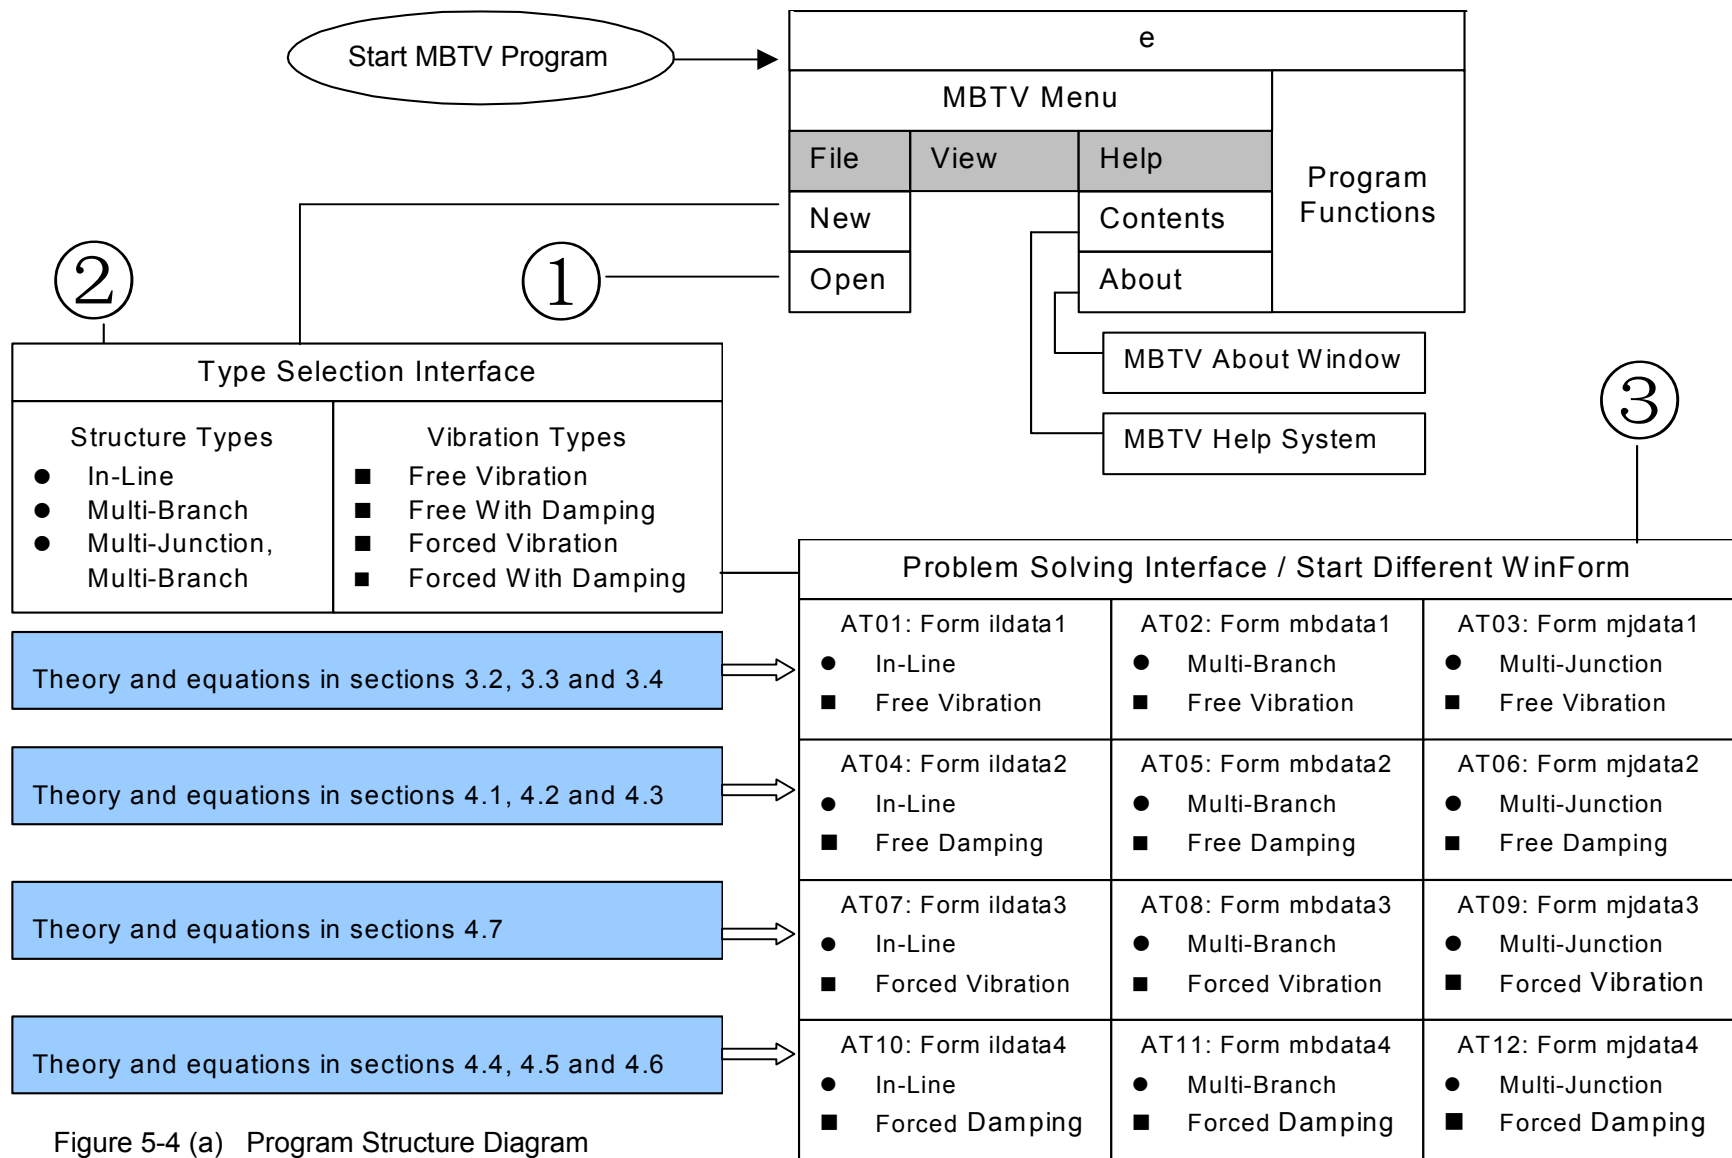 Start MBTV Program
e
MBTV Menu
Program
Functions
File
View
Help
New
Contents
Open
About
①
②
③
MBTV About Window
MBTV Help System
Type Selection Interface
Structure Types
● In-Line
● Multi-Branch
● Multi-Junction,
Multi-Branch
Vibration Types
■ Free Vibration
■ Free With Damping
■ Forced Vibration
■ Forced With Damping
Problem Solving Interface / Start Different WinForm
Theory and equations in sections 3.2, 3.3 and 3.4
AT01: Form ildata1
● In-Line
■ Free Vibration
AT02: Form mbdata1
● Multi-Branch
■ Free Vibration
AT03: Form mjdata1
● Multi-Junction
■ Free Vibration
Theory and equations in sections 4.1, 4.2 and 4.3
AT04: Form ildata2
● In-Line
■ Free Damping
AT05: Form mbdata2
● Multi-Branch
■ Free Damping
AT06: Form mjdata2
● Multi-Junction
■ Free Damping
Theory and equations in sections 4.7
AT07: Form ildata3
● In-Line
■ Forced Vibration
AT08: Form mbdata3
● Multi-Branch
■ Forced Vibration
AT09: Form mjdata3
● Multi-Junction
■ Forced Vibration
Theory and equations in sections 4.4, 4.5 and 4.6
AT10: Form ildata4
● In-Line
■ Forced Damping
AT11: Form mbdata4
● Multi-Branch
■ Forced Damping
AT12: Form mjdata4
● Multi-Junction
■ Forced Damping
Figure 5-4 (a) Program Structure Diagram